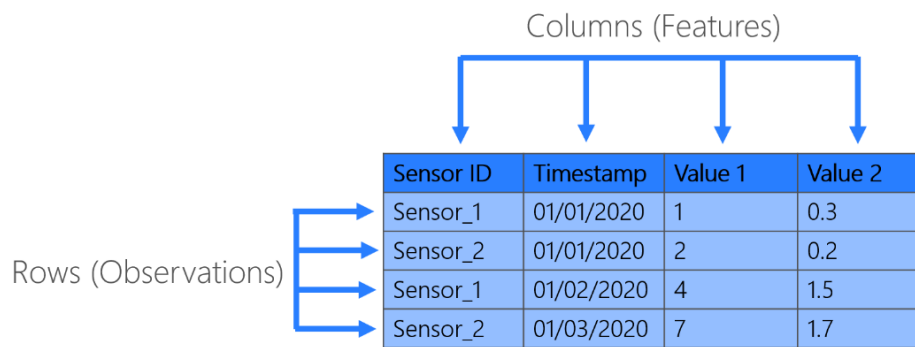 Columns (Features)
Sensor ID Timestamp Value 1 Value 2
Sensor_1 01/01/2020 1 0.3
Sensor_2 01/01/2020 2 0.2
Rows (Observations)
Sensor_1 01/02/2020 4 1.5
Sensor_2 01/03/2020 7 1.7